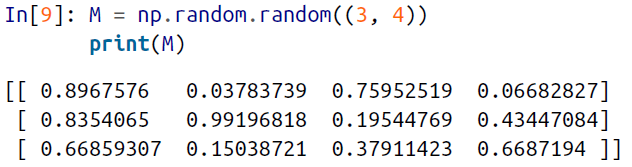 In[9]: M = np.random.random((3, 4))
print(M)
[[ 0.8967576 0.03783739 0.75952519 0.06682827]
[ 0.8354065 0.99196818 0.19544769 0.43447084]
[ 0.66859307 0.15038721 0.37911423 0.6687194 ]]